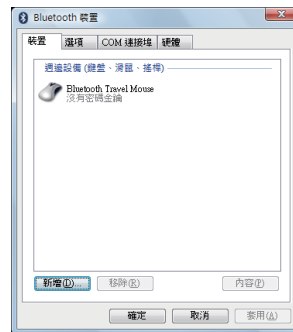 Bluetooth 裝置
裝置 選項 COM 連接埠 硬體
週邊設備 (鍵盤、滑鼠、搖桿)
Bluetooth Travel Mouse
沒有密碼金鑰
新增(D)... 移除(R) 內容(P)
確定 取消 套用(A)